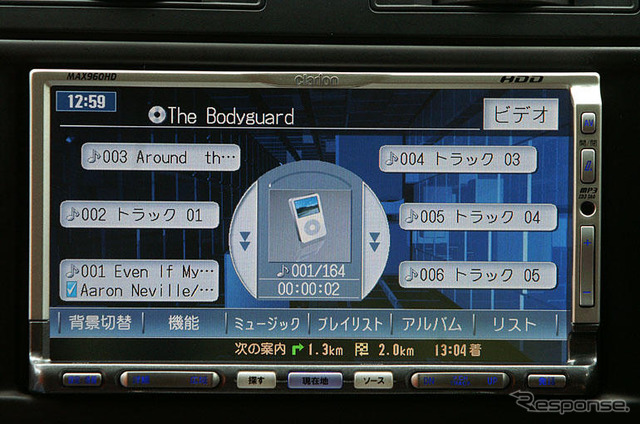 MAX960HD
clarion
HDD
12:59
The Bodyguard
ビデオ
003 Around th…
004 トラック 03
002 トラック 01
005 トラック 04
001 Even If My…
Aaron Neville/…
006 トラック 05
001/164
00:00:02
背景切替
機能
ミュージック
プレイリスト
アルバム
リスト
次の案内 1.3km 2.0km 13:04着
探す
現在地
ソース
MP3
Response.